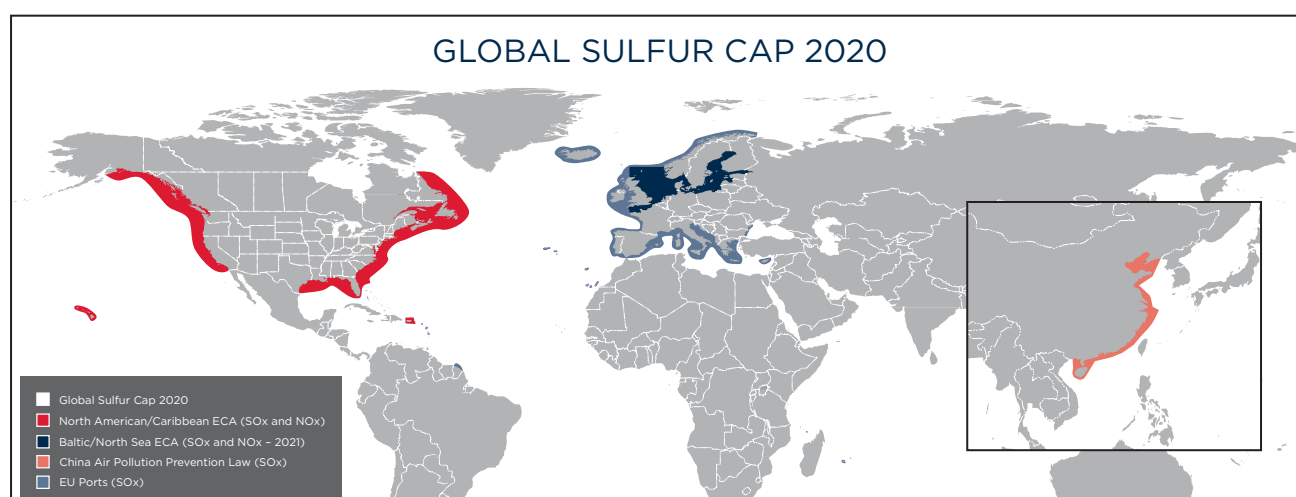 GLOBAL SULFUR CAP 2020
Global Sulfur Cap 2020
North American/Caribbean ECA (SOx and NOx)
Baltic/North Sea ECA (SOx and NOx – 2021)
China Air Pollution Prevention Law (SOx)
EU Ports (SOx)